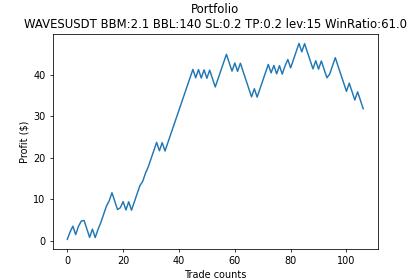 Portfolio
WAVESUSDT BBM:2.1 BBL:140 SL:0.2 TP:0.2 lev:15 WinRatio:61.0
40
30
20
10
0
Profit ($)
0
20
40
60
80
100
Trade counts